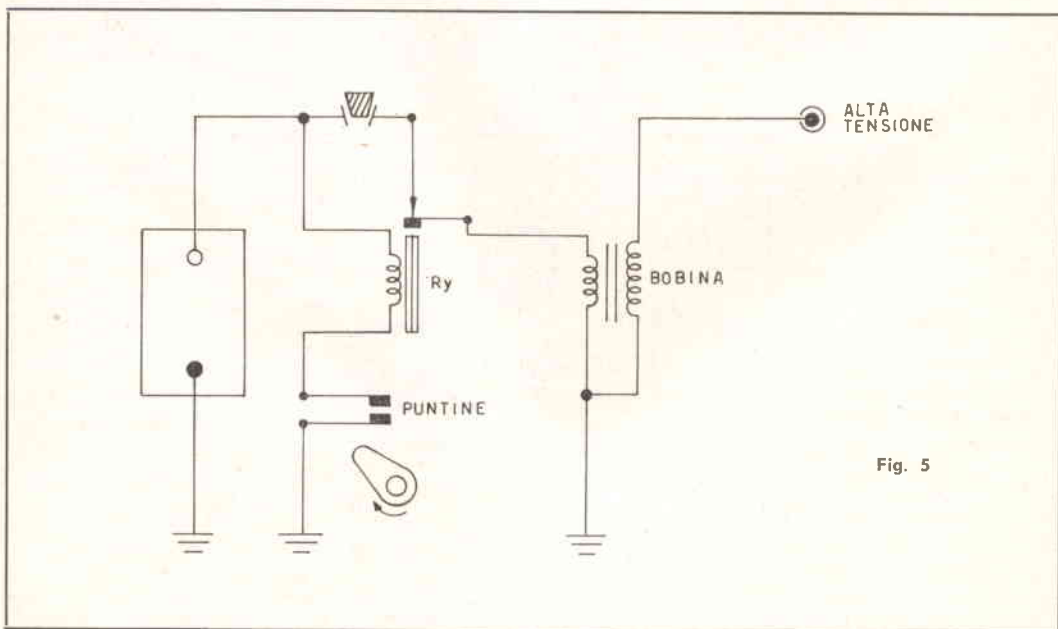 ALTA
TENSIONE
Ry
BOBINA
PUNTINE
Fig. 5